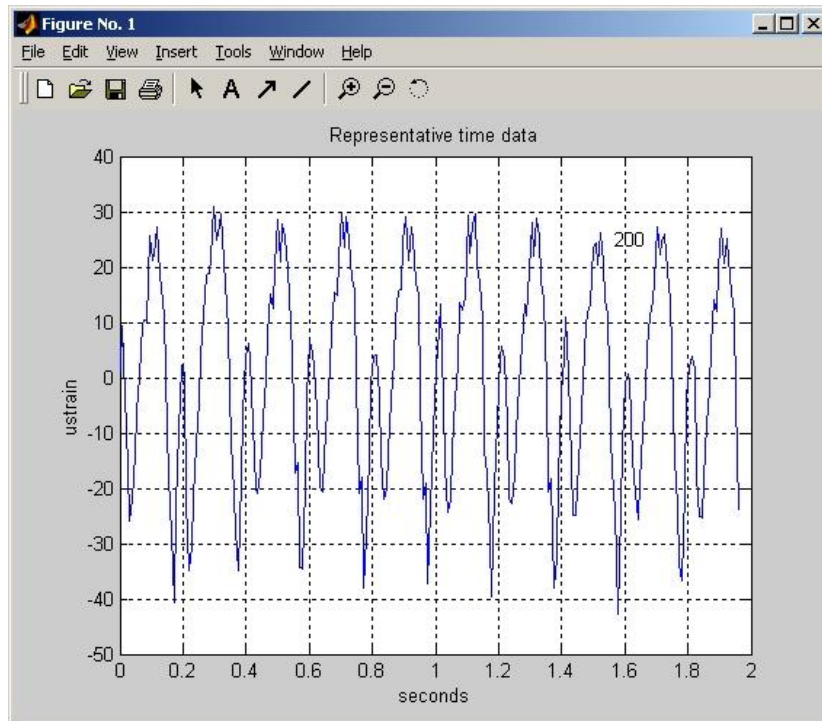 Figure No. 1
File Edit View Insert Tools Window Help
A
Representative time data
40
30
20
10
0
-10
-20
-30
-40
-50
ustrain
200
0 0.2 0.4 0.6 0.8 1 1.2 1.4 1.6 1.8 2
seconds